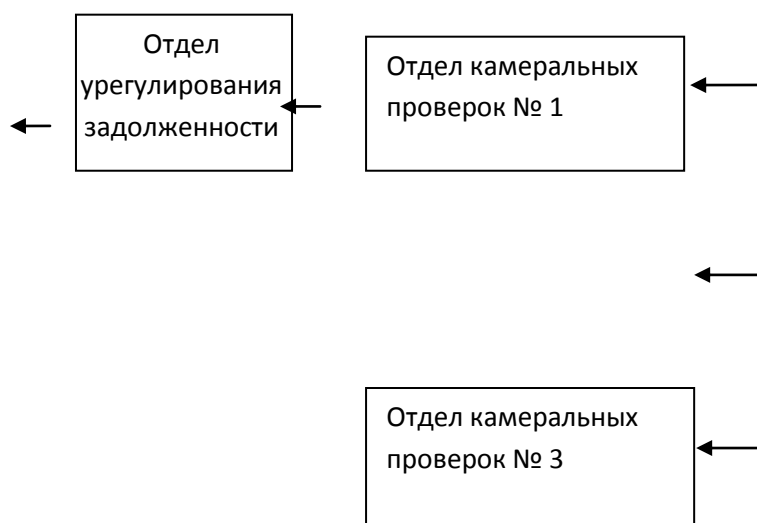 Отдел
урегулирования
задолженности
Отдел камеральных
проверок № 1
Отдел камеральных
проверок № 3